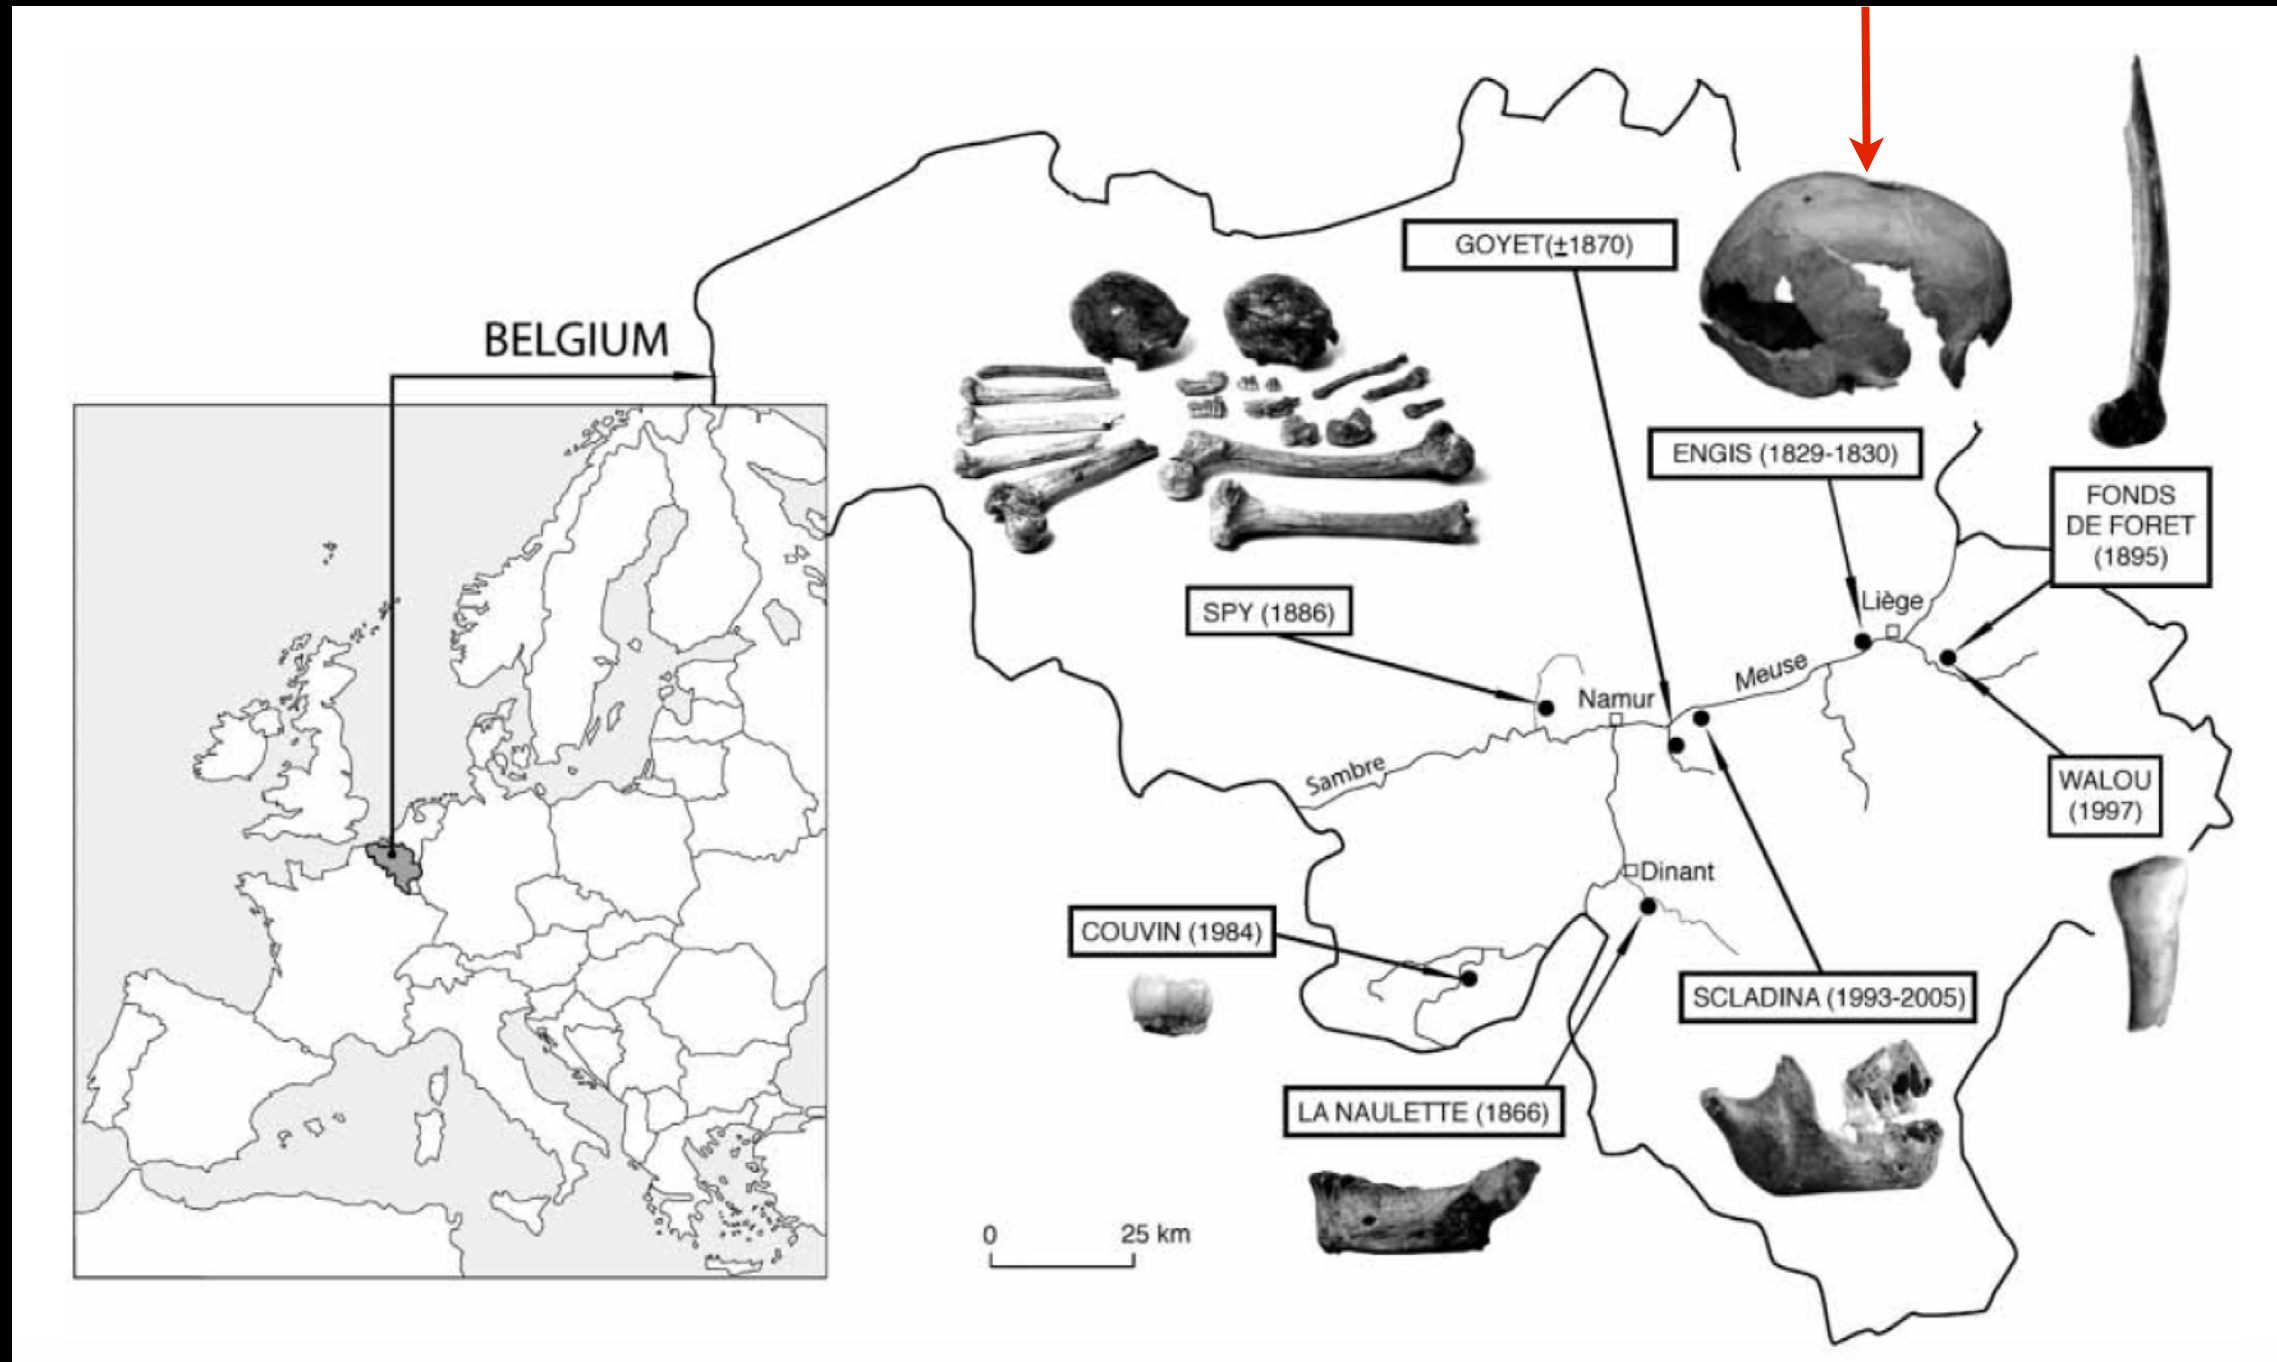 BELGIUM
GOYET(±1870)
ENGIS (1829-1830)
FONDS
DE FORET
(1895)
SPY (1886)
Liège
Meuse
Namur
Sambre
WALOU
(1997)
Dinant
COUVIN (1984)
SCLADINA (1993-2005)
LA NAULETTE (1866)
0
25 km